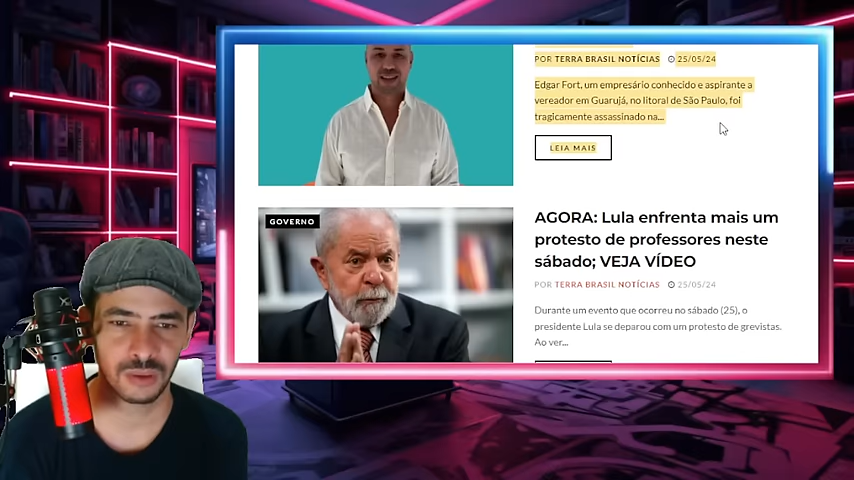 POR TERRA BRASIL NOTÍCIAS 25/05/24
Edgar Fort, um empresário conhecido e aspirante a
vereador em Guarujá, no litoral de São Paulo, foi
tragicamente assassinado na...
LEIA MAIS
GOVERNO
AGORA: Lula enfrenta mais um
protesto de professores neste
sábado; VEJA VÍDEO
POR TERRA BRASIL NOTÍCIAS 25/05/24
Durante um evento que ocorreu no sábado (25), o
presidente Lula se deparou com um protesto de grevistas.
Ao ver...